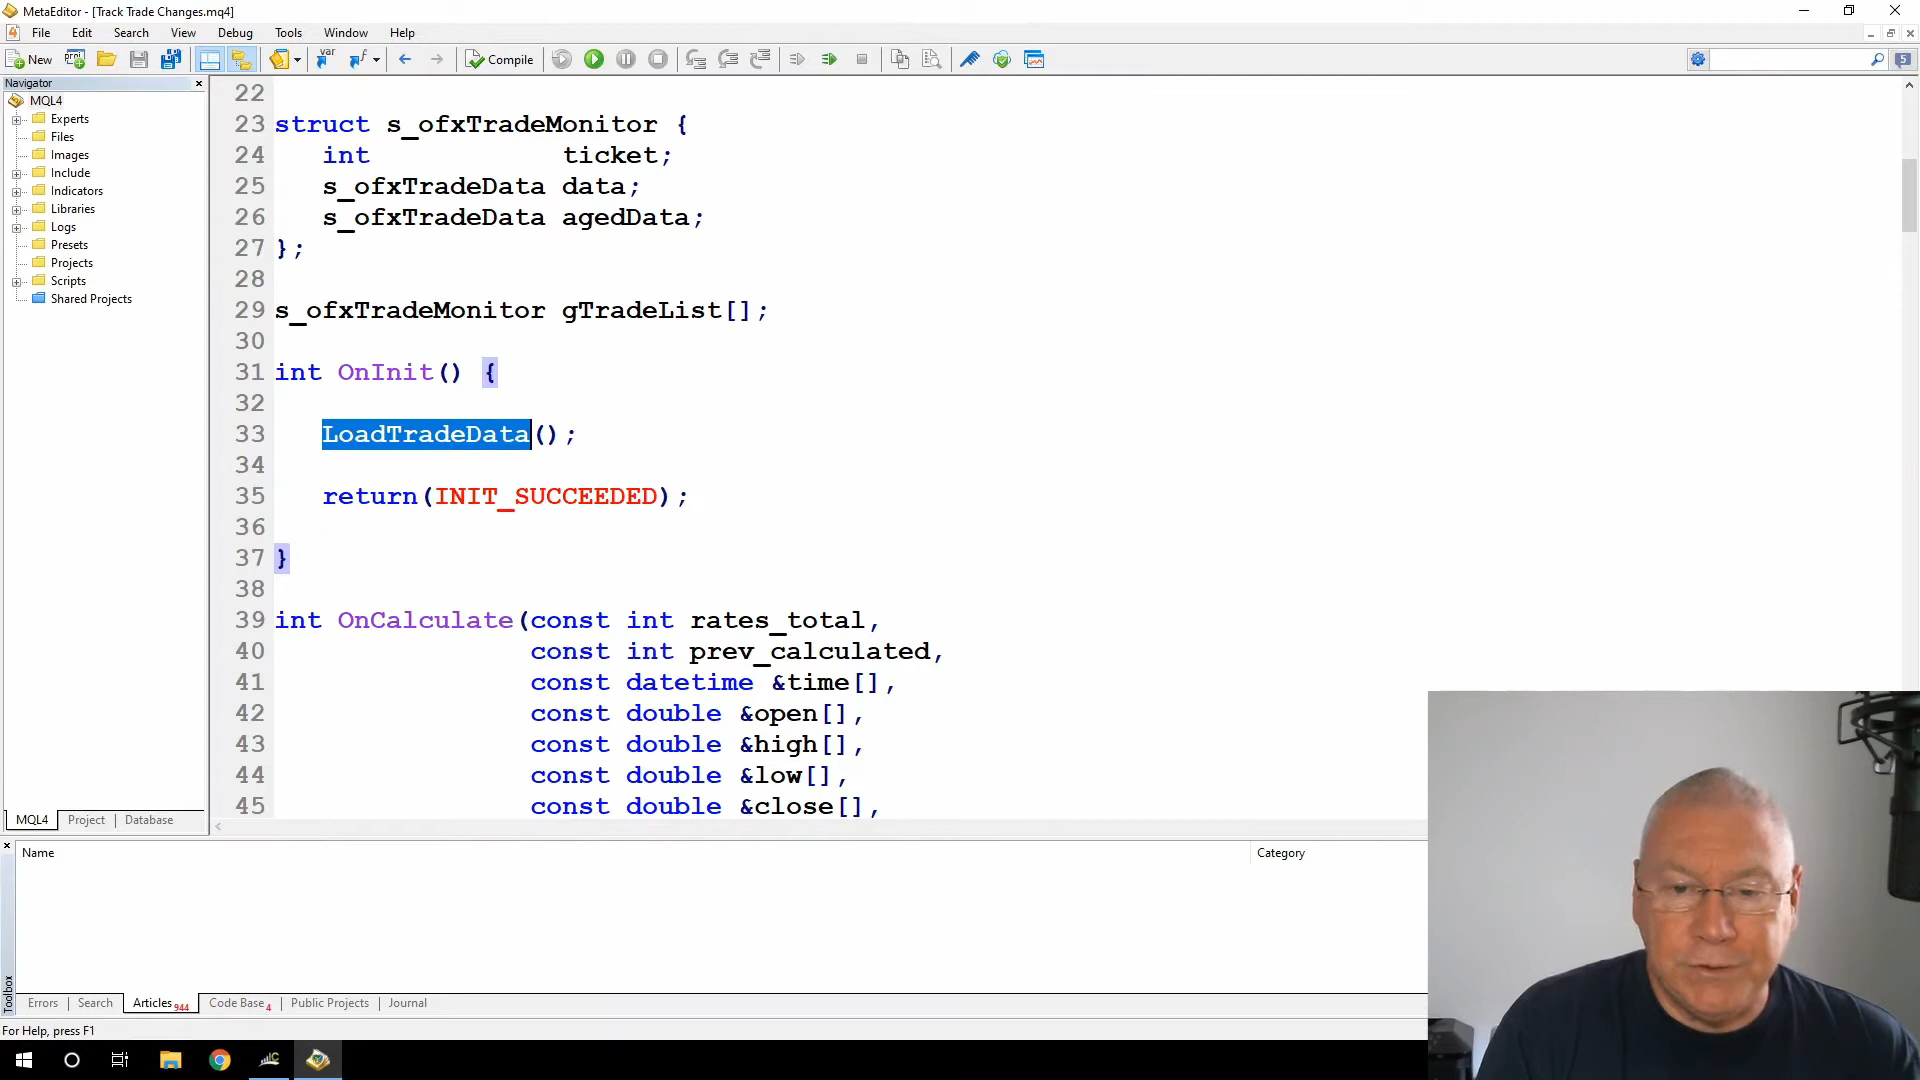 MetaEditor - [Track Trade Changes.mq4]
File Edit Search View Debug Tools Window Help
New Compile 5
Navigator
MQL4
Experts
Files
Images
Include
Indicators
Libraries
Logs
Presets
Projects
Scripts
Shared Projects
MQL4 Project Database
22
23 struct s_ofxTradeMonitor {
24 int ticket;
25 s_ofxTradeData data;
26 s_ofxTradeData agedData;
27 };
28
29 s_ofxTradeMonitor gTradeList[];
30
31 int OnInit() {
32
33 LoadTradeData();
34
35 return(INIT_SUCCEEDED);
36
37 }
38
39 int OnCalculate(const int rates_total,
40 const int prev_calculated,
41 const datetime &time[],
42 const double &open[],
43 const double &high[],
44 const double &low[],
45 const double &close[],
Name Category
Toolbox
Errors Search Articles 944 Code Base 4 Public Projects Journal
For Help, press F1